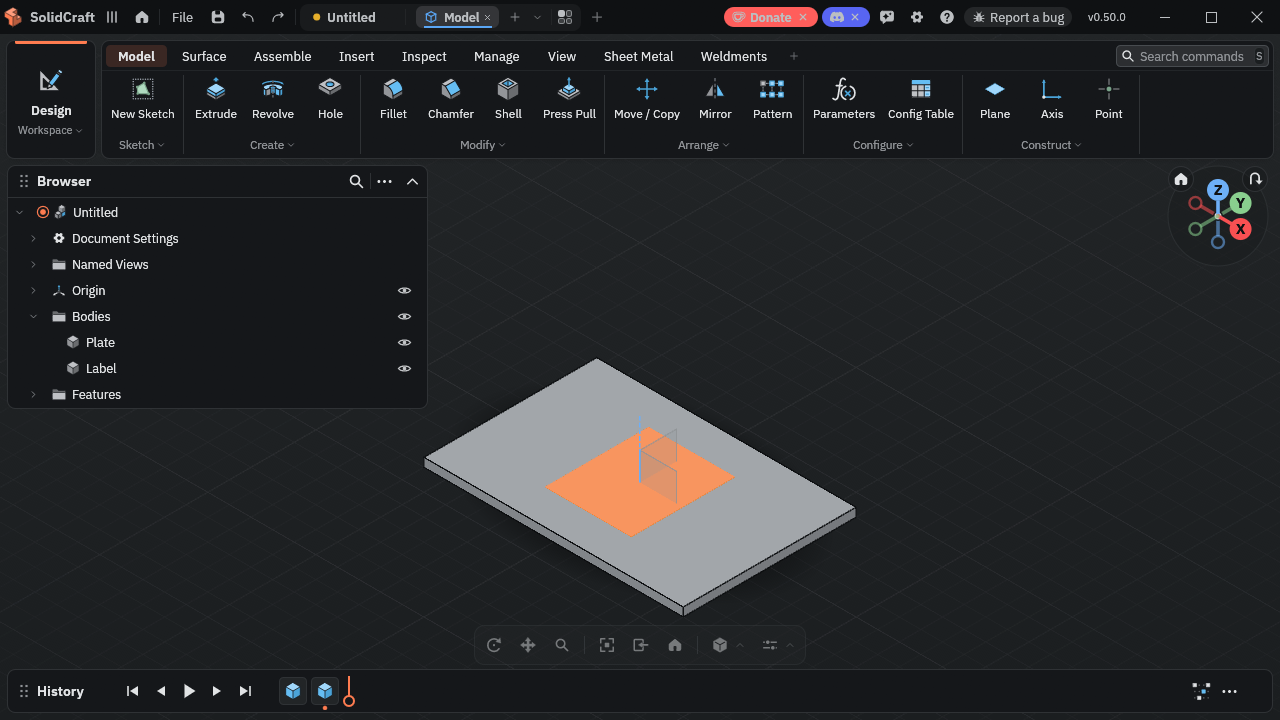 SolidCraft
File
Untitled
Model
Donate
Report a bug
v0.50.0
Design
Workspace
Model
Surface
Assemble
Insert
Inspect
Manage
View
Sheet Metal
Weldments
Search commands
S
New Sketch
Extrude
Revolve
Hole
Fillet
Chamfer
Shell
Press Pull
Move / Copy
Mirror
Pattern
Parameters
Config Table
Plane
Axis
Point
Sketch
Create
Modify
Arrange
Configure
Construct
Browser
Untitled
Document Settings
Named Views
Origin
Bodies
Plate
Label
Features
Z
Y
X
History